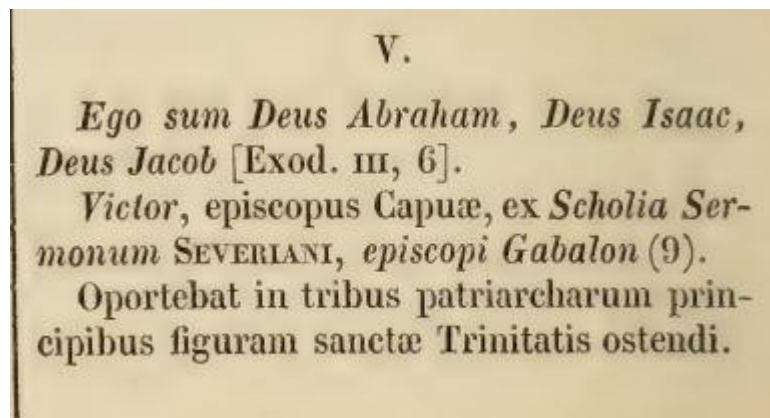 V.
Ego sum Deus Abraham, Deus Isaac,
Deus Jacob [Exod. III, 6].
Victor, episcopus Capuæ, ex Scholia Ser-
monum SEVERIANI, episcopi Gabalon (9).
Oportebat in tribus patriarcharum prin-
cipibus figuram sanctæ Trinitatis ostendi.